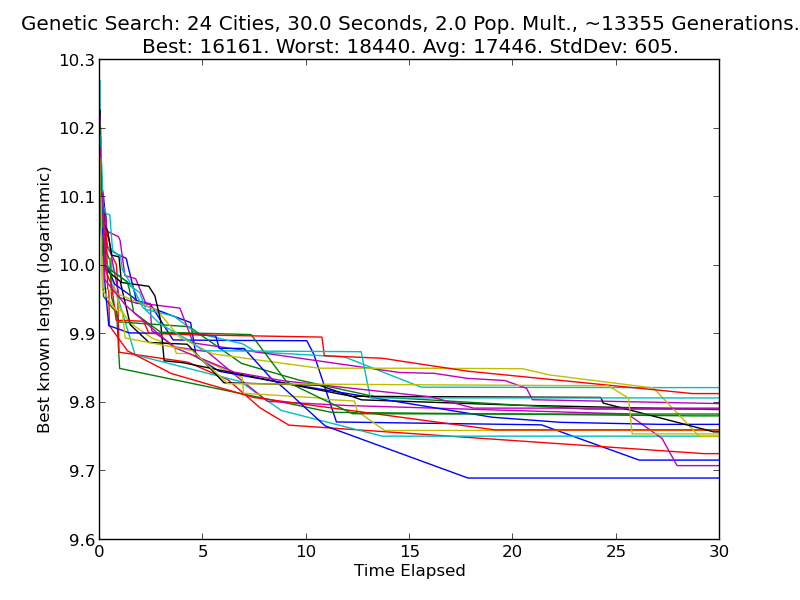 Genetic Search: 24 Cities, 30.0 Seconds, 2.0 Pop. Mult., ~13355 Generations.
Best: 16161. Worst: 18440. Avg: 17446. StdDev: 605.
10.3
10.2
10.1
10.0
9.9
9.8
9.7
9.6
Best known length (logarithmic)
0 5 10 15 20 25 30
Time Elapsed